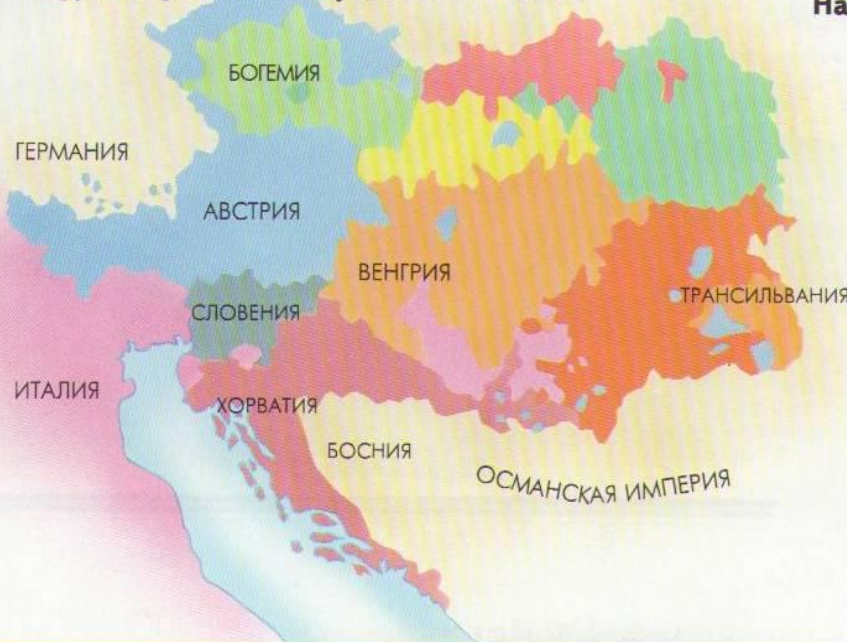 На
БОГЕМИЯ
ГЕРМАНИЯ
АВСТРИЯ
ВЕНГРИЯ
ТРАНСИЛЬВАНИЯ
СЛОВЕНИЯ
ИТАЛИЯ
ХОРВАТИЯ
БОСНИЯ
ОСМАНСКАЯ ИМПЕРИЯ